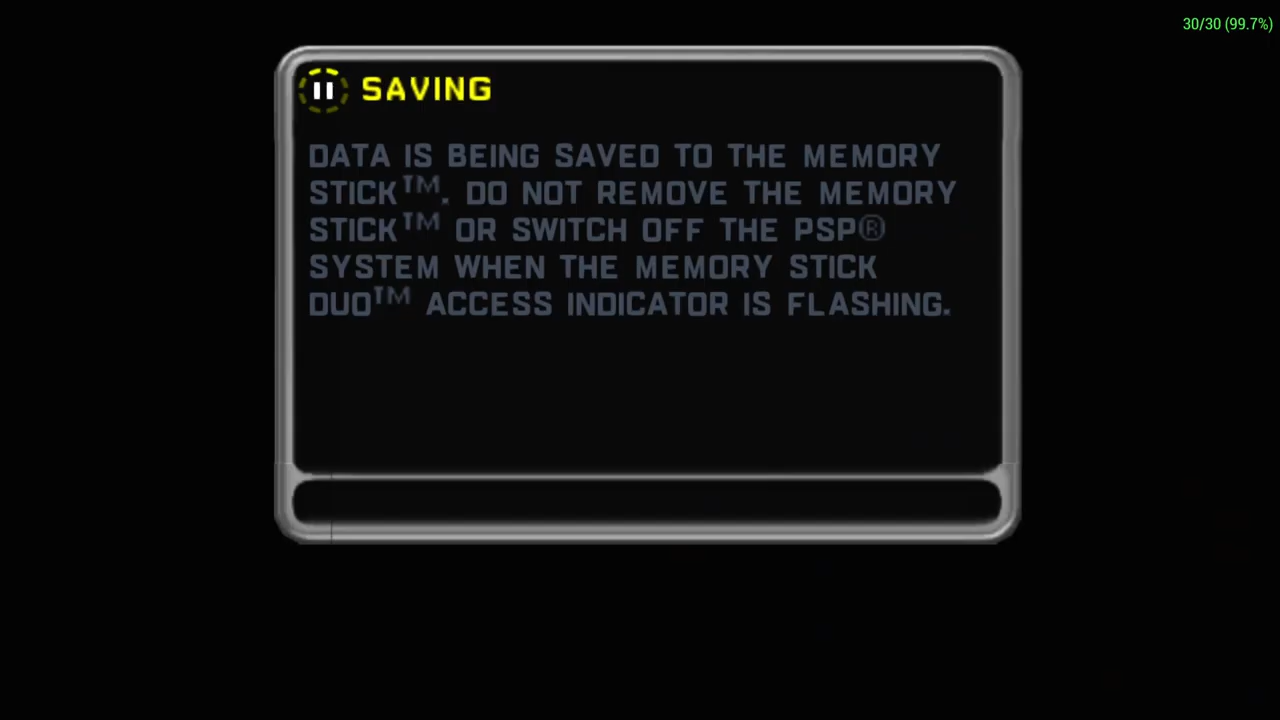 30/30 (99.7%)
SAVING
DATA IS BEING SAVED TO THE MEMORY
STICK™. DO NOT REMOVE THE MEMORY
STICK™ OR SWITCH OFF THE PSP®
SYSTEM WHEN THE MEMORY STICK
DUO™ ACCESS INDICATOR IS FLASHING.